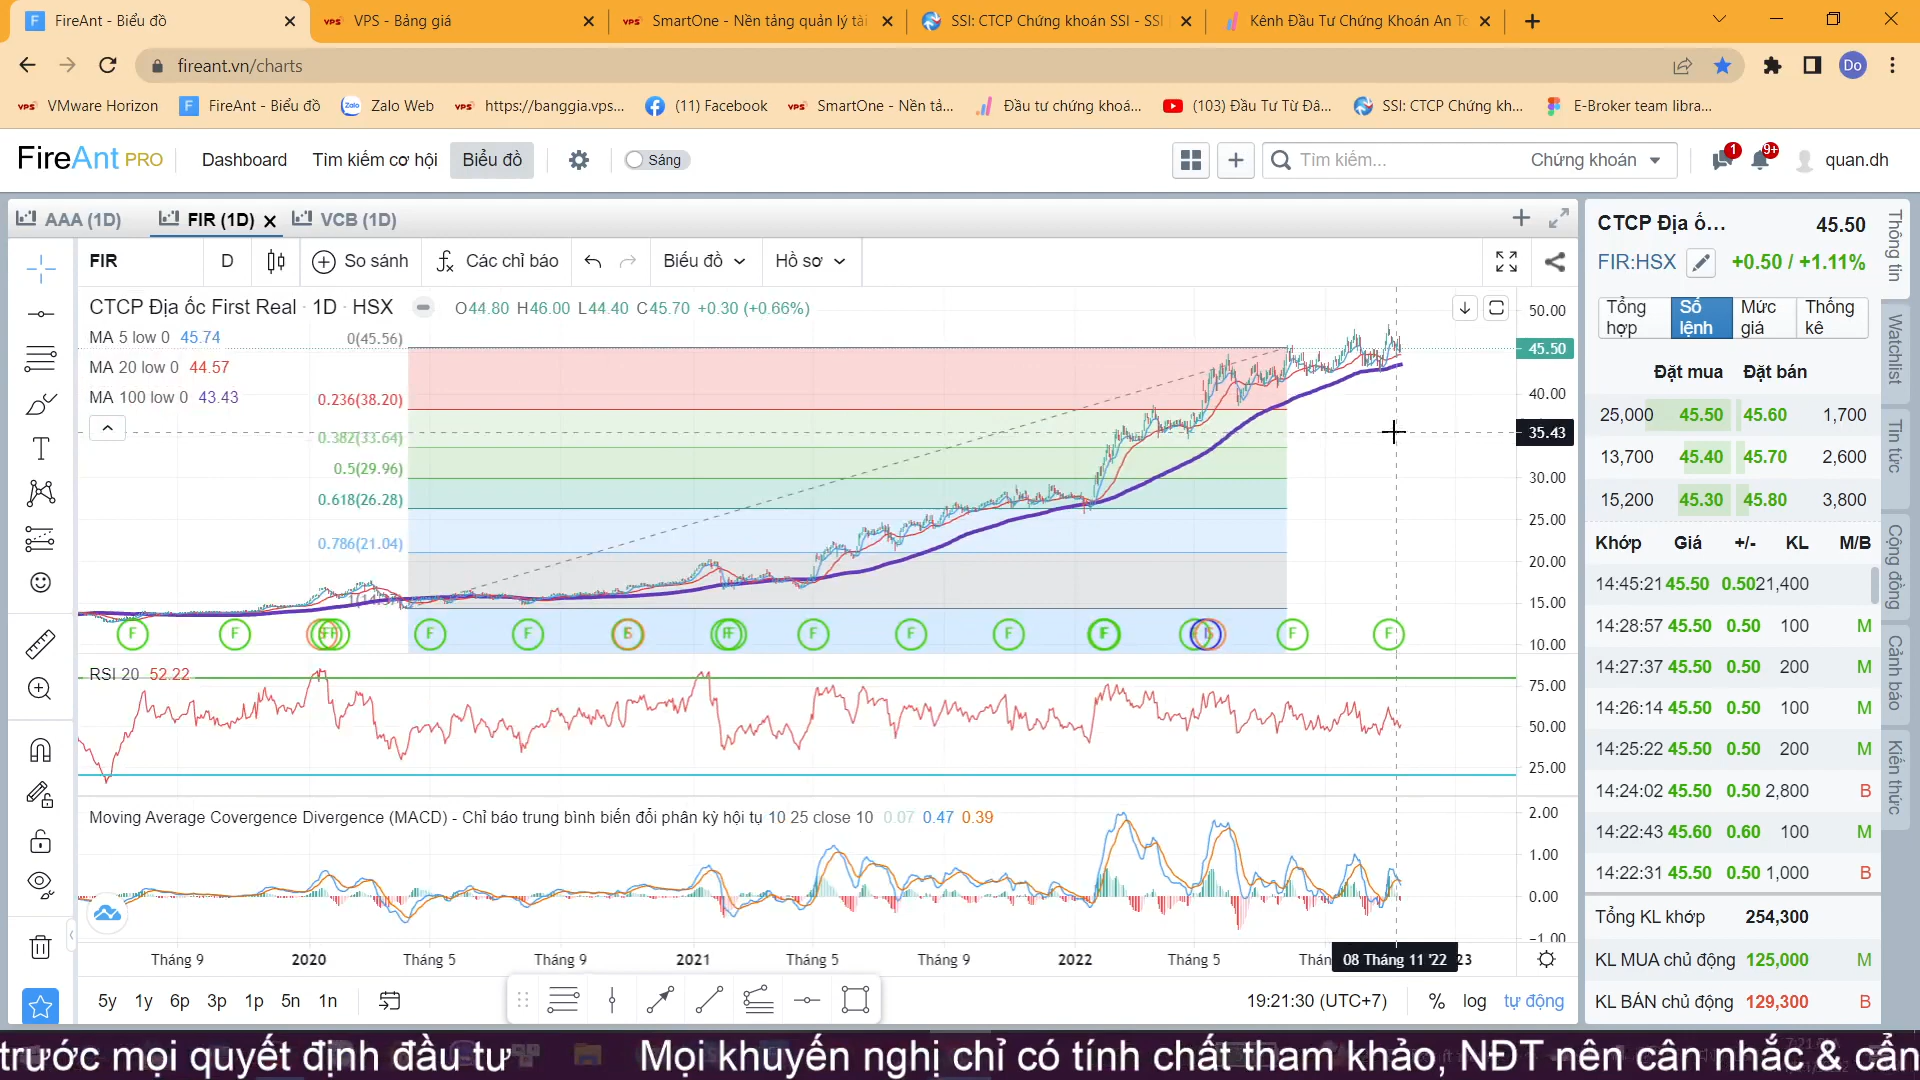 FireAnt - Biểu đồ
VPS - Bảng giá
SmartOne - Nền tảng quản lý tài
SSI: CTCP Chứng khoán SSI - SSI
Kênh Đầu Tư Chứng Khoán An To
fireant.vn/charts
Do
VMware Horizon
FireAnt - Biểu đồ
Zalo Web
https://banggia.vps...
(11) Facebook
SmartOne - Nền tả...
Đầu tư chứng khoá...
(103) Đầu Tư Từ Đâ...
SSI: CTCP Chứng kh...
E-Broker team libra...
FireAnt PRO
Dashboard
Tìm kiếm cơ hội
Biểu đồ
Sáng
Tìm kiếm...
Chứng khoán
1
9+
quan.dh
AAA (1D)
FIR (1D)
VCB (1D)
FIR
D
So sánh
Các chỉ báo
Biểu đồ
Hồ sơ
CTCP Địa ốc First Real · 1D · HSX
O44.80 H46.00 L44.40 C45.70 +0.30 (+0.66%)
MA 5 low 0 45.74
MA 20 low 0 44.57
MA 100 low 0 43.43
0(45.56)
0.236(38.20)
0.382(33.64)
0.5(29.96)
0.618(26.28)
0.786(21.04)
50.00
45.50
40.00
35.43
30.00
25.00
20.00
15.00
10.00
RSI 20 52.22
75.00
50.00
25.00
Moving Average Covergence Divergence (MACD) - Chỉ báo trung bình biến đổi phân kỳ hội tụ 10 25 close 10 0.07 0.47 0.39
2.00
1.00
0.00
-1.00
Tháng 9
2020
Tháng 5
Tháng 9
2021
Tháng 5
Tháng 9
2022
Tháng 5
08 Tháng 11 '22
23
5y
1y
6p
3p
1p
5n
1n
19:21:30 (UTC+7)
%
log
tự động
CTCP Địa ố...
45.50
FIR:HSX
+0.50 / +1.11%
Tổng hợp
Số lệnh
Mức giá
Thống kê
Đặt mua
Đặt bán
25,000 45.50 45.60 1,700
13,700 45.40 45.70 2,600
15,200 45.30 45.80 3,800
Khớp Giá +/- KL M/B
14:45:21 45.50 0.50 21,400
14:28:57 45.50 0.50 100 M
14:27:37 45.50 0.50 200 M
14:26:14 45.50 0.50 100 M
14:25:22 45.50 0.50 200 M
14:24:02 45.50 0.50 2,800 B
14:22:43 45.60 0.60 100 M
14:22:31 45.50 0.50 1,000 B
Tổng KL khớp 254,300
KL MUA chủ động 125,000 M
KL BÁN chủ động 129,300 B
Thông tin
Watchlist
Tin tức
Cộng đồng
Cảnh báo
Kiến thức
trước mọi quyết định đầu tư
Mọi khuyến nghị chỉ có tính chất tham khảo, NĐT nên cân nhắc & cẩn